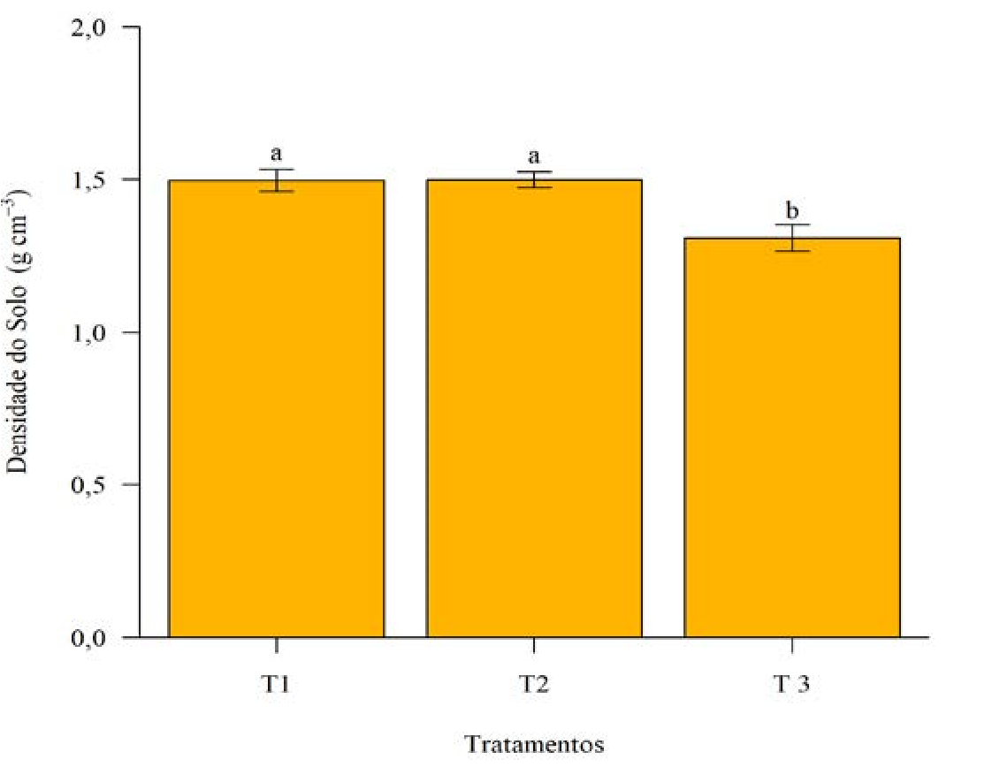 2,0
a
a
1,5
b
1,0
0,5
0,0
Densidade do Solo (g cm⁻³)
T1
T2
T 3
Tratamentos